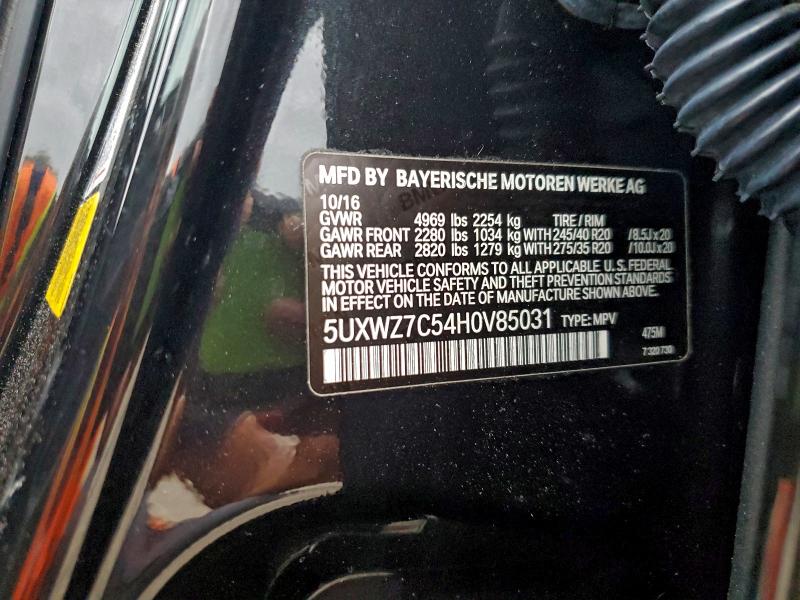 MFD BY BAYERISCHE MOTOREN WERKE AG
10/16
GVWR 4969 lbs 2254 kg TIRE / RIM
GAWR FRONT 2280 lbs 1034 kg WITH 245/40 R20 /8.5J x 20
GAWR REAR 2820 lbs 1279 kg WITH 275/35 R20 /10.0J x 20
THIS VEHICLE CONFORMS TO ALL APPLICABLE U.S. FEDERAL
MOTOR VEHICLE SAFETY AND THEFT PREVENTION STANDARDS
IN EFFECT ON THE DATE OF MANUFACTURE SHOWN ABOVE.
5UXWZ7C54H0V85031 TYPE: MPV 475M
7 320 730